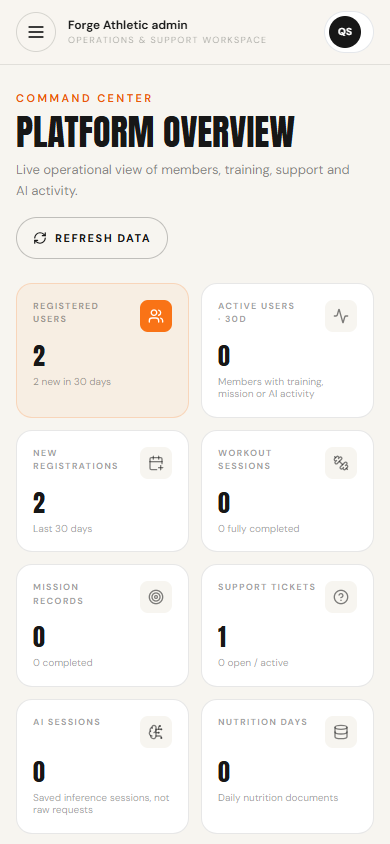 Forge Athletic admin
OPERATIONS & SUPPORT WORKSPACE
QS
COMMAND CENTER
PLATFORM OVERVIEW
Live operational view of members, training, support and
AI activity.
REFRESH DATA
REGISTERED
USERS
2
2 new in 30 days
ACTIVE USERS
· 30D
0
Members with training,
mission or AI activity
NEW
REGISTRATIONS
2
Last 30 days
WORKOUT
SESSIONS
0
0 fully completed
MISSION
RECORDS
0
0 completed
SUPPORT TICKETS
1
0 open / active
AI SESSIONS
0
Saved inference sessions, not
raw requests
NUTRITION DAYS
0
Daily nutrition documents